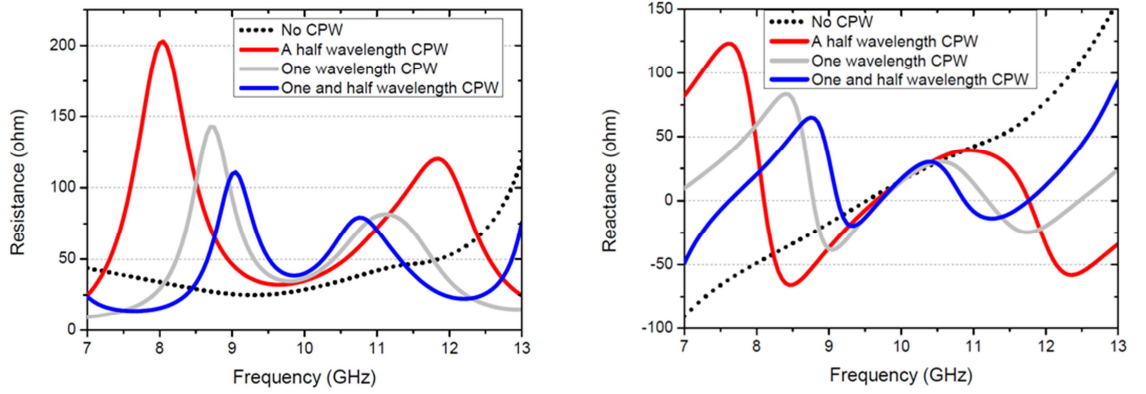 200
150
100
50
0
Resistance (ohm)
No CPW
A half wavelength CPW
One wavelength CPW
One and half wavelength CPW
7 8 9 10 11 12 13
Frequency (GHz)
150
100
50
0
-50
-100
Reactance (ohm)
No CPW
A half wavelength CPW
One wavelength CPW
One and half wavelength CPW
7 8 9 10 11 12 13
Frequency (GHz)